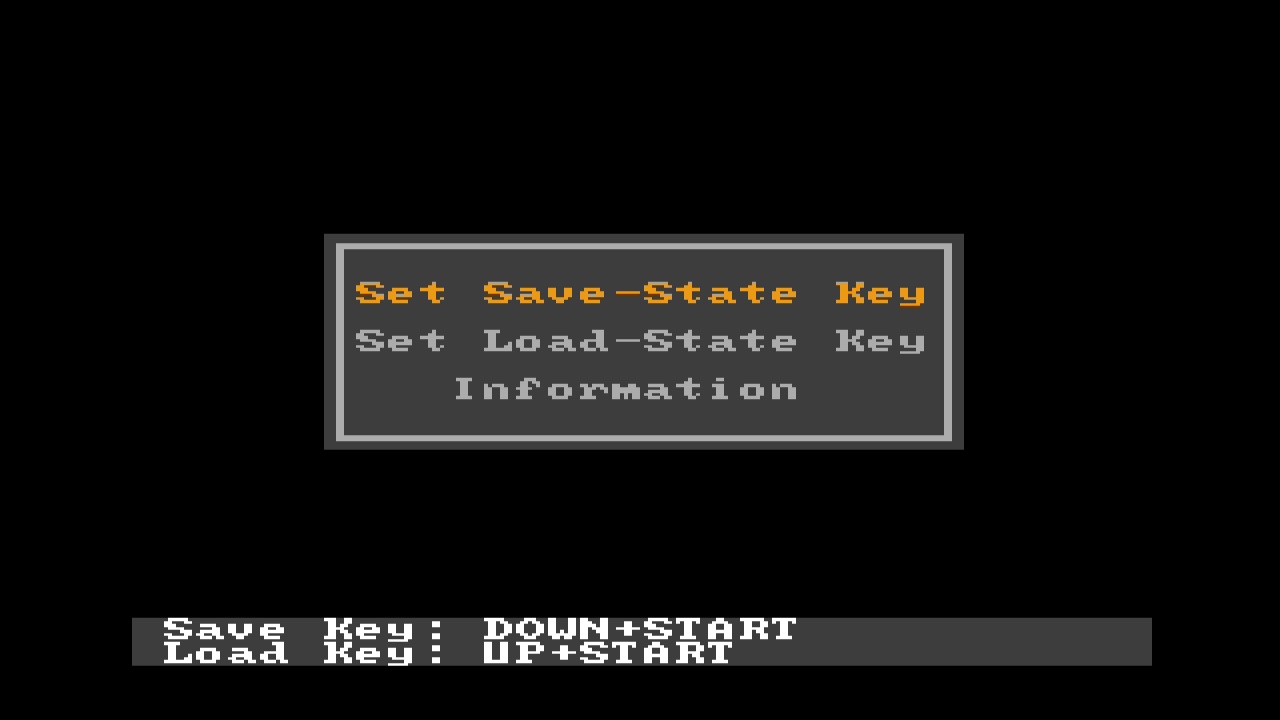 Set Save-State Key
Set Load-State Key
Information
Save Key: DOWN+START
Load Key: UP+START